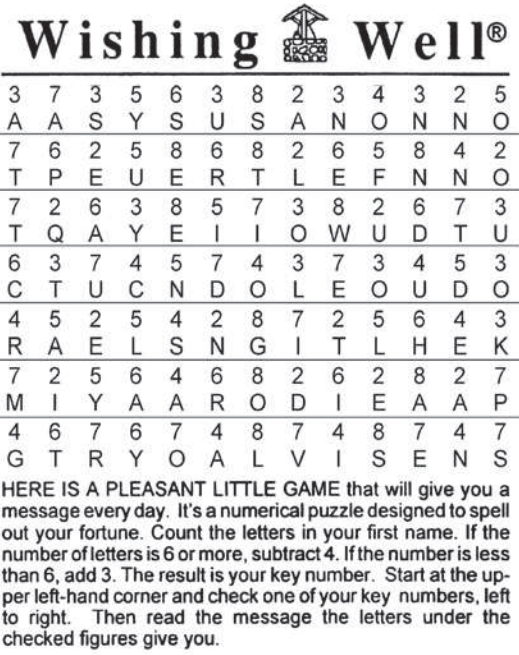 Wishing Well®
3 7 3 5 6 3 8 2 3 4 3 2 5
A A S Y S U S A N O N N O
7 6 2 5 8 6 8 2 6 5 8 4 2
T P E U E R T L E F N N O
7 2 6 3 8 5 7 3 8 2 6 7 3
T Q A Y E I I O W U D T U
6 3 7 4 5 7 4 3 7 3 4 5 3
C T U C N D O L E O U D O
4 5 2 5 4 2 8 7 2 5 6 4 3
R A E L S N G I T L H E K
7 2 5 6 4 6 8 2 6 2 8 2 7
M I Y A A R O D I E A A P
4 6 7 6 7 4 8 7 4 8 7 4 7
G T R Y O A L V I S E N S
HERE IS A PLEASANT LITTLE GAME that will give you a
message every day. It's a numerical puzzle designed to spell
out your fortune. Count the letters in your first name. If the
number of letters is 6 or more, subtract 4. If the number is less
than 6, add 3. The result is your key number. Start at the up-
per left-hand corner and check one of your key numbers, left
to right. Then read the message the letters under the
checked figures give you.